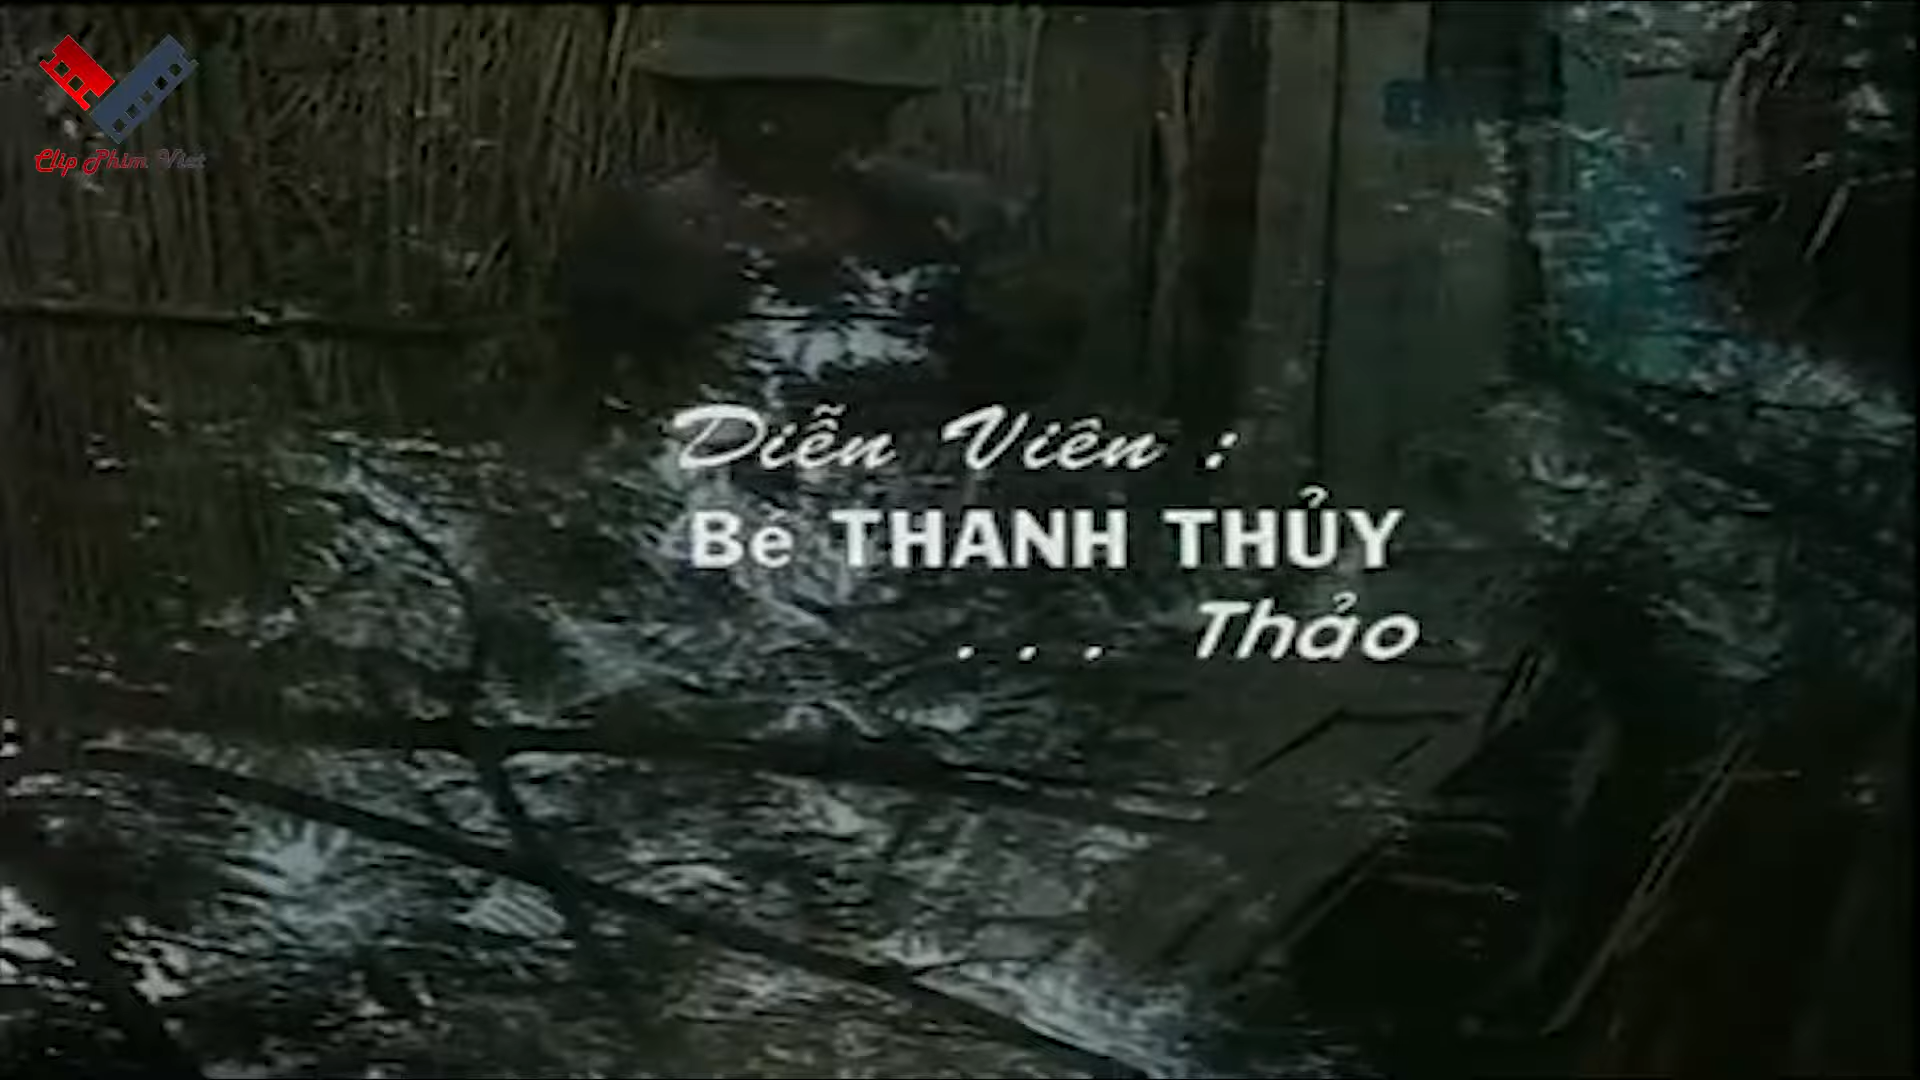 Clip Phim Việt
Diễn Viên :
Bé THANH THỦY
. . . Thảo